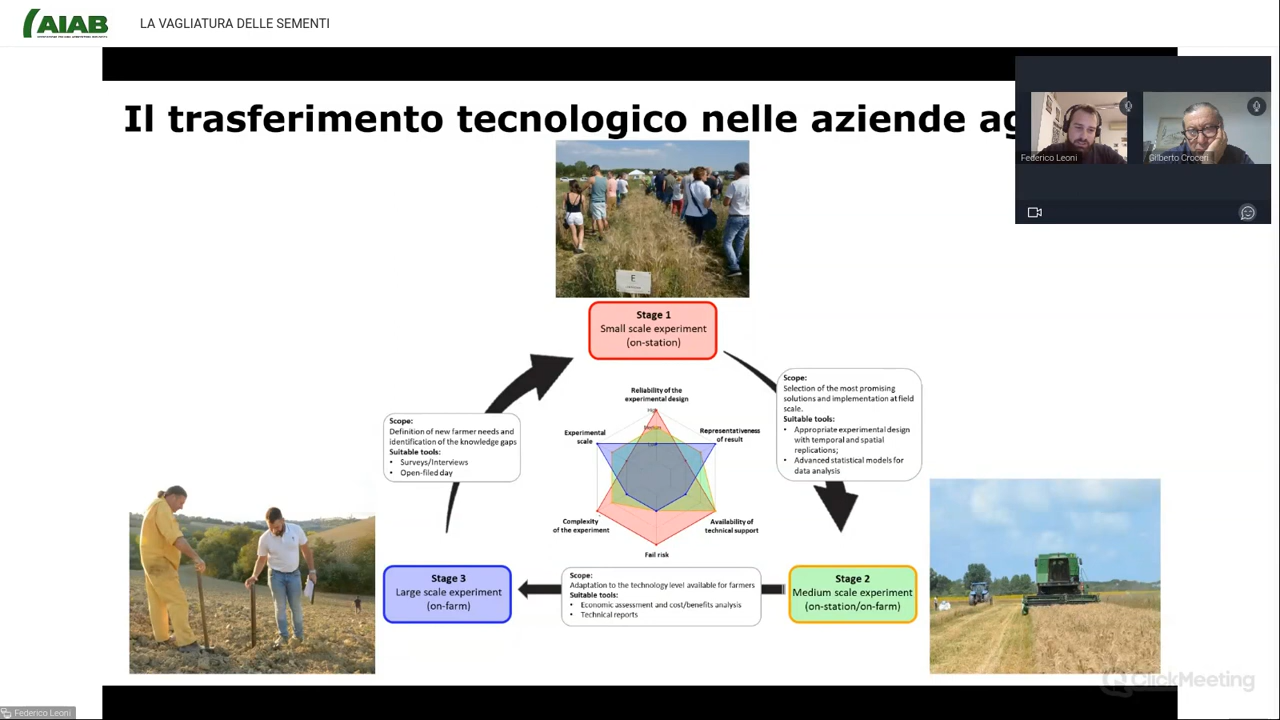 AIAB
LA VAGLIATURA DELLE SEMENTI
Il trasferimento tecnologico nelle aziende ag
Federico Leoni
Gilberto Croceri
E
Stage 1
Small scale experiment
(on-station)
Scope:
Selection of the most promising
solutions and implementation at field
scale.
Suitable tools:
• Appropriate experimental design
with temporal and spatial
replications;
• Advanced statistical models for
data analysis
Reliability of the
experimental design
High
Medium
Low
Experimental
scale
Representativeness
of result
Complexity
of the experiment
Availability of
technical support
Fail risk
Scope:
Definition of new farmer needs and
identification of the knowledge gaps
Suitable tools:
• Surveys/Interviews
• Open-filed day
Stage 3
Large scale experiment
(on-farm)
Scope:
Adaptation to the technology level available for farmers
Suitable tools:
• Economic assessment and cost/benefits analysis
• Technical reports
Stage 2
Medium scale experiment
(on-station/on-farm)
ClickMeeting
Federico Leoni